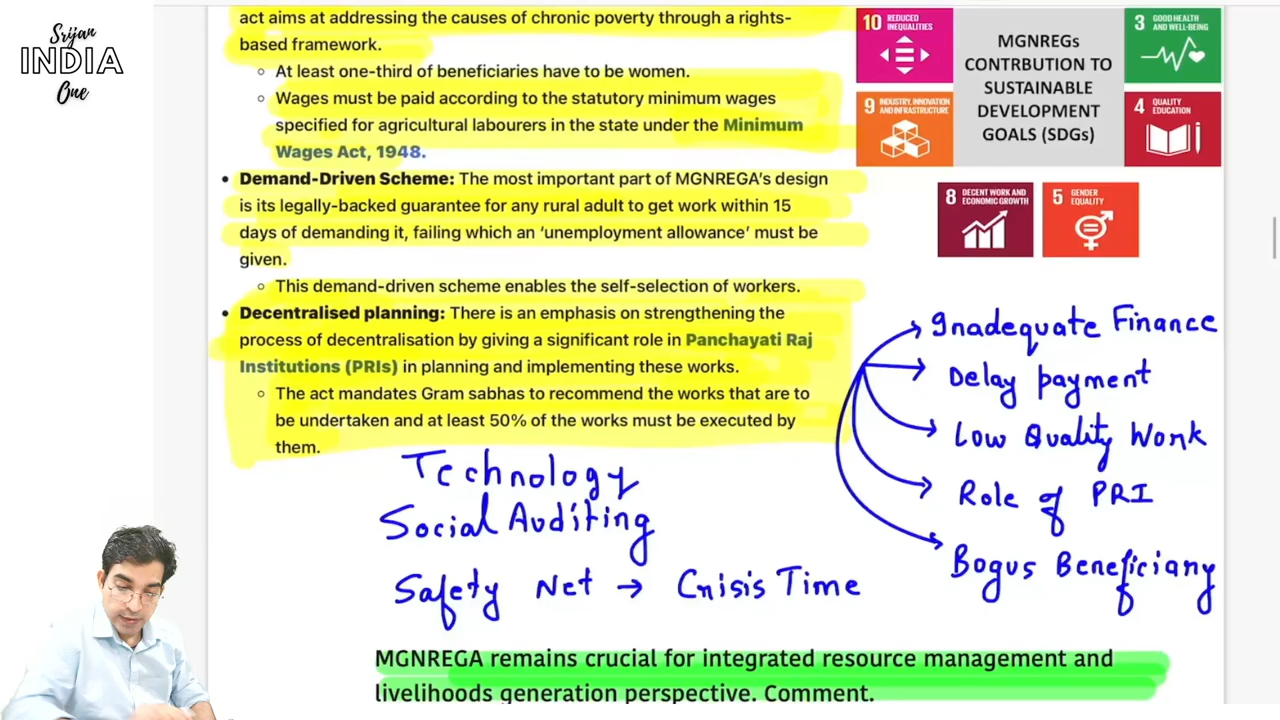 Srijan
INDIA
One
act aims at addressing the causes of chronic poverty through a rights-
based framework.
At least one-third of beneficiaries have to be women.
Wages must be paid according to the statutory minimum wages
specified for agricultural labourers in the state under the Minimum
Wages Act, 1948.
Demand-Driven Scheme: The most important part of MGNREGA's design
is its legally-backed guarantee for any rural adult to get work within 15
days of demanding it, failing which an 'unemployment allowance' must be
given.
This demand-driven scheme enables the self-selection of workers.
Decentralised planning: There is an emphasis on strengthening the
process of decentralisation by giving a significant role in Panchayati Raj
Institutions (PRIs) in planning and implementing these works.
The act mandates Gram sabhas to recommend the works that are to
be undertaken and at least 50% of the works must be executed by
them.
Technology
Social Auditing
Safety Net → Crisis Time
10 REDUCED
INEQUALITIES
MGNREGs
CONTRBUTION TO
SUSTAINABLE
DEVELOPMENT
GOALS (SDGs)
3 GOOD HEALTH
AND WELL-BEING
9 INDUSTRY, INNOVATION
AND INFRASTRUCTURE
4 QUALITY
EDUCATION
8 DECENT WORK AND
ECONOMIC GROWTH
5 GENDER
EQUALITY
Inadequate Finance
Delay payment
Low Quality Work
Role of PRI
Bogus Beneficiary
MGNREGA remains crucial for integrated resource management and
livelihoods generation perspective. Comment.